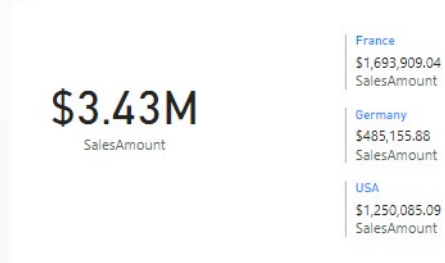 $3.43M
SalesAmount
France
$1,693,909.04
SalesAmount
Germany
$485,155.88
SalesAmount
USA
$1,250,085.09
SalesAmount